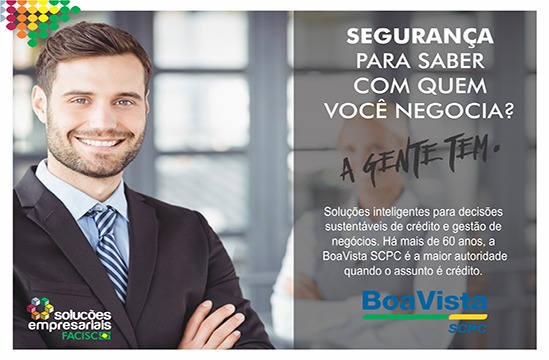 SEGURANÇA
PARA SABER
COM QUEM
VOCÊ NEGOCIA?
A GENTE TEM.
Soluções inteligentes para decisões
sustentáveis de crédito e gestão de
negócios. Há mais de 60 anos, a
BoaVista SCPC é a maior autoridade
quando o assunto é crédito.
BoaVista
SCPC
soluções
empresariais
FACISC